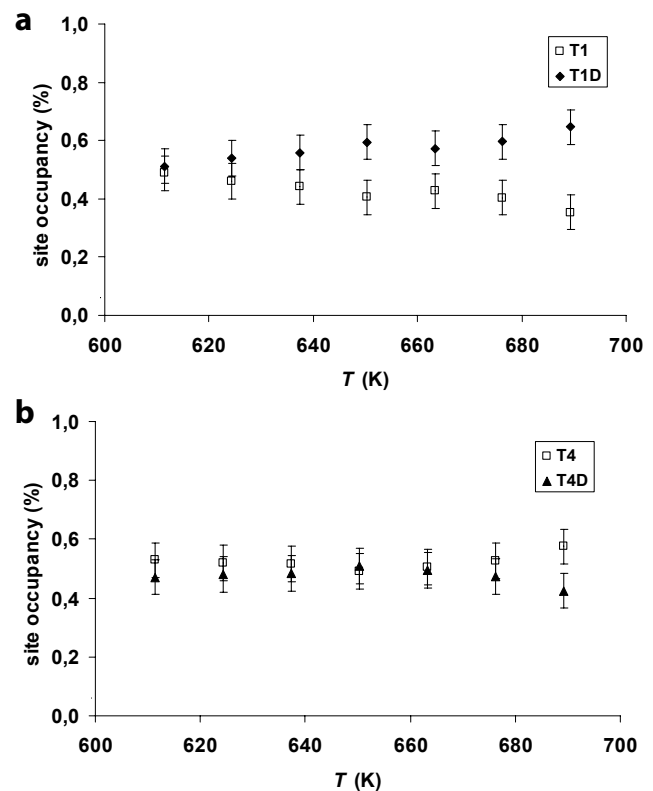 a
1,0
T1
T1D
0,8
0,6
0,4
0,2
0,0
site occupancy (%)
600 620 640 660 680 700
T (K)
b
1,0
T4
T4D
0,8
0,6
0,4
0,2
0,0
site occupancy (%)
600 620 640 660 680 700
T (K)